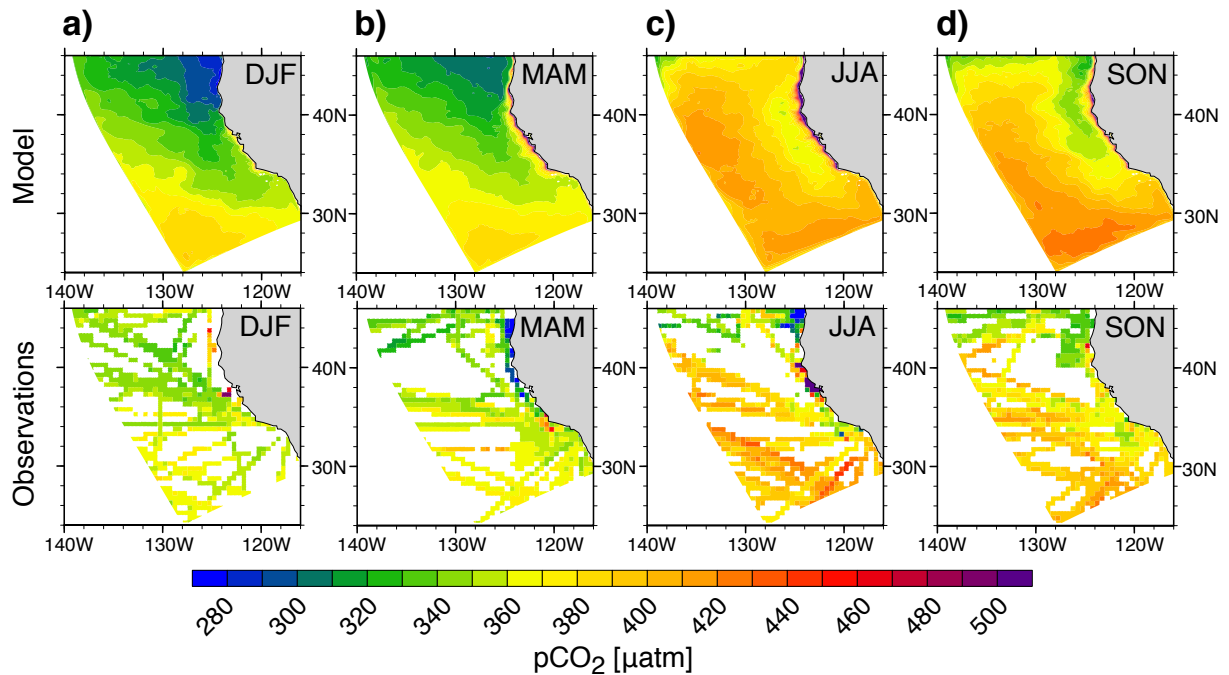 a) b) c) d)
Model
DJF MAM JJA SON
40N 40N 40N 40N
30N 30N 30N 30N
140W 130W 120W 140W 130W 120W 140W 130W 120W 140W 130W 120W
Observations
DJF MAM JJA SON
40N 40N 40N 40N
30N 30N 30N 30N
140W 130W 120W 140W 130W 120W 140W 130W 120W 140W 130W 120W
280 300 320 340 360 380 400 420 440 460 480 500
pCO₂ [µatm]